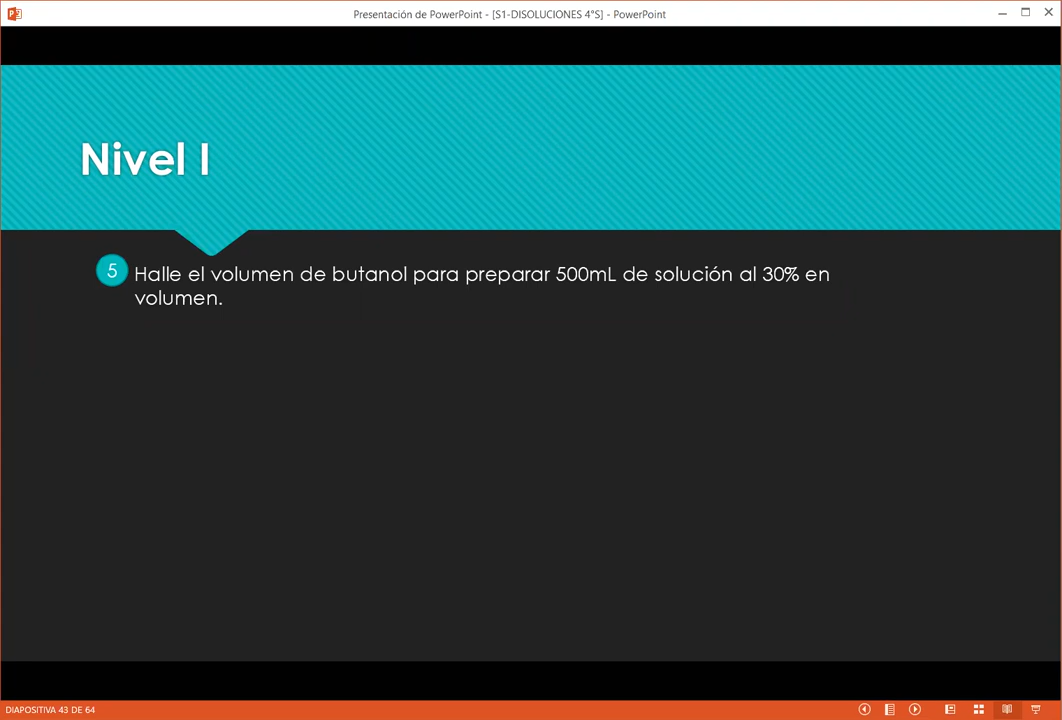 Presentación de PowerPoint - [S1-DISOLUCIONES 4°S] - PowerPoint
Nivel I
5 Halle el volumen de butanol para preparar 500mL de solución al 30% en
volumen.
DIAPOSITIVA 43 DE 64